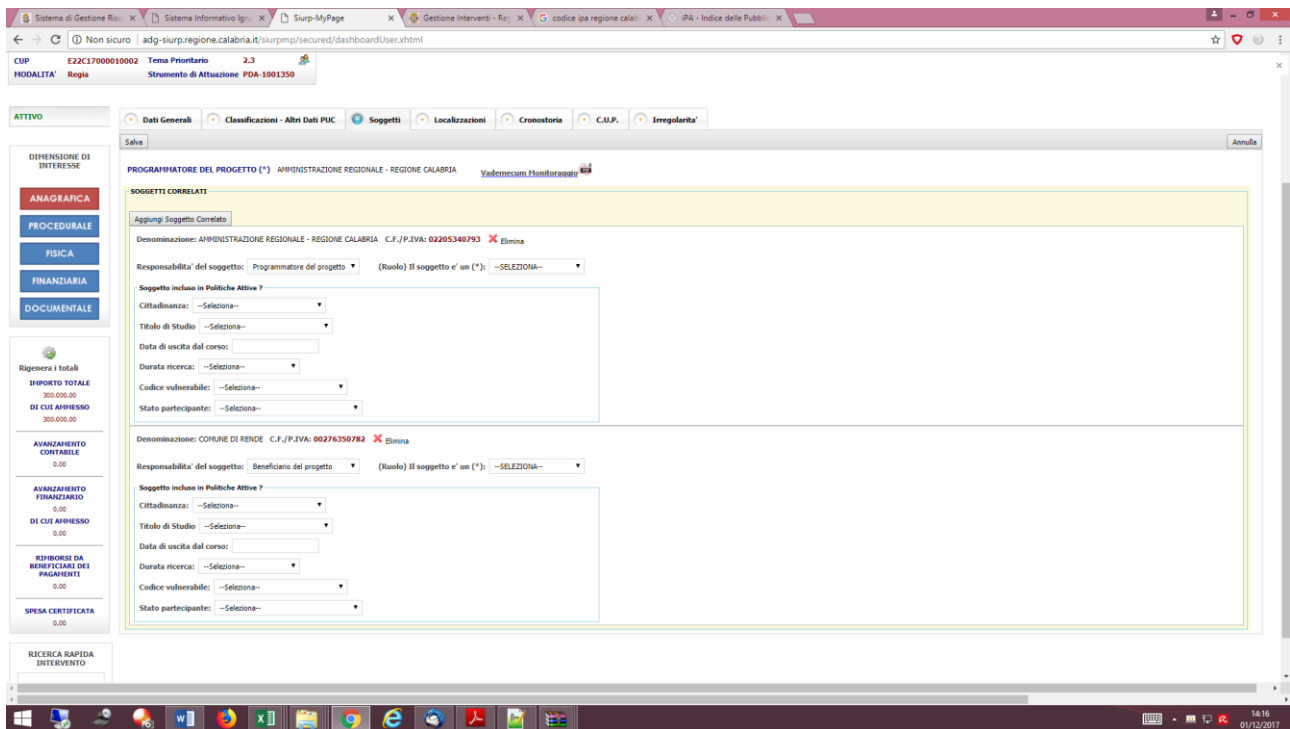 Sistema di Gestione Riso
Sistema Informativo Igru
Siurp-MyPage
Gestione Interventi - Reg
codice ipa regione calabr
iPA - Indice delle Pubblic
Non sicuro | adg-siurp.regione.calabria.it/siurpmp/secured/dashboardUser.xhtml
CUP E22C17000010002 Tema Prioritario 2.3
MODALITA' Regia Strumento di Attuazione PDA-1001350
ATTIVO
Dati Generali Classificazioni - Altri Dati PUC Soggetti Localizzazioni Cronostoria C.U.P. Irregolarita'
Salva Annulla
DIMENSIONE DI
INTERESSE
ANAGRAFICA
PROCEDURALE
FISICA
FINANZIARIA
DOCUMENTALE
Rigenera i totali
IMPORTO TOTALE
300.000.00
DI CUI AMMESSO
300.000.00
AVANZAMENTO
CONTABILE
0.00
AVANZAMENTO
FINANZIARIO
0.00
DI CUI AMMESSO
0.00
RIMBORSI DA
BENEFICIARI DEI
PAGAMENTI
0.00
SPESA CERTIFICATA
0.00
RICERCA RAPIDA
INTERVENTO
PROGRAMMATORE DEL PROGETTO (*) AMMINISTRAZIONE REGIONALE - REGIONE CALABRIA Vademecum Monitoraggio
SOGGETTI CORRELATI
Aggiungi Soggetto Correlato
Denominazione: AMMINISTRAZIONE REGIONALE - REGIONE CALABRIA C.F./P.IVA: 02205340793 Elimina
Responsabilita' del soggetto: Programmatore del progetto (Ruolo) Il soggetto e' un (*): --SELEZIONA--
Soggetto incluso in Politiche Attive ?
Cittadinanza: --Seleziona--
Titolo di Studio --Seleziona--
Data di uscita dal corso:
Durata ricerca: --Seleziona--
Codice vulnerabile: --Seleziona--
Stato partecipante: --Seleziona--
Denominazione: COMUNE DI RENDE C.F./P.IVA: 00276350782 Elimina
Responsabilita' del soggetto: Beneficiario del progetto (Ruolo) Il soggetto e' un (*): --SELEZIONA--
Soggetto incluso in Politiche Attive ?
Cittadinanza: --Seleziona--
Titolo di Studio --Seleziona--
Data di uscita dal corso:
Durata ricerca: --Seleziona--
Codice vulnerabile: --Seleziona--
Stato partecipante: --Seleziona--
14:16
01/12/2017